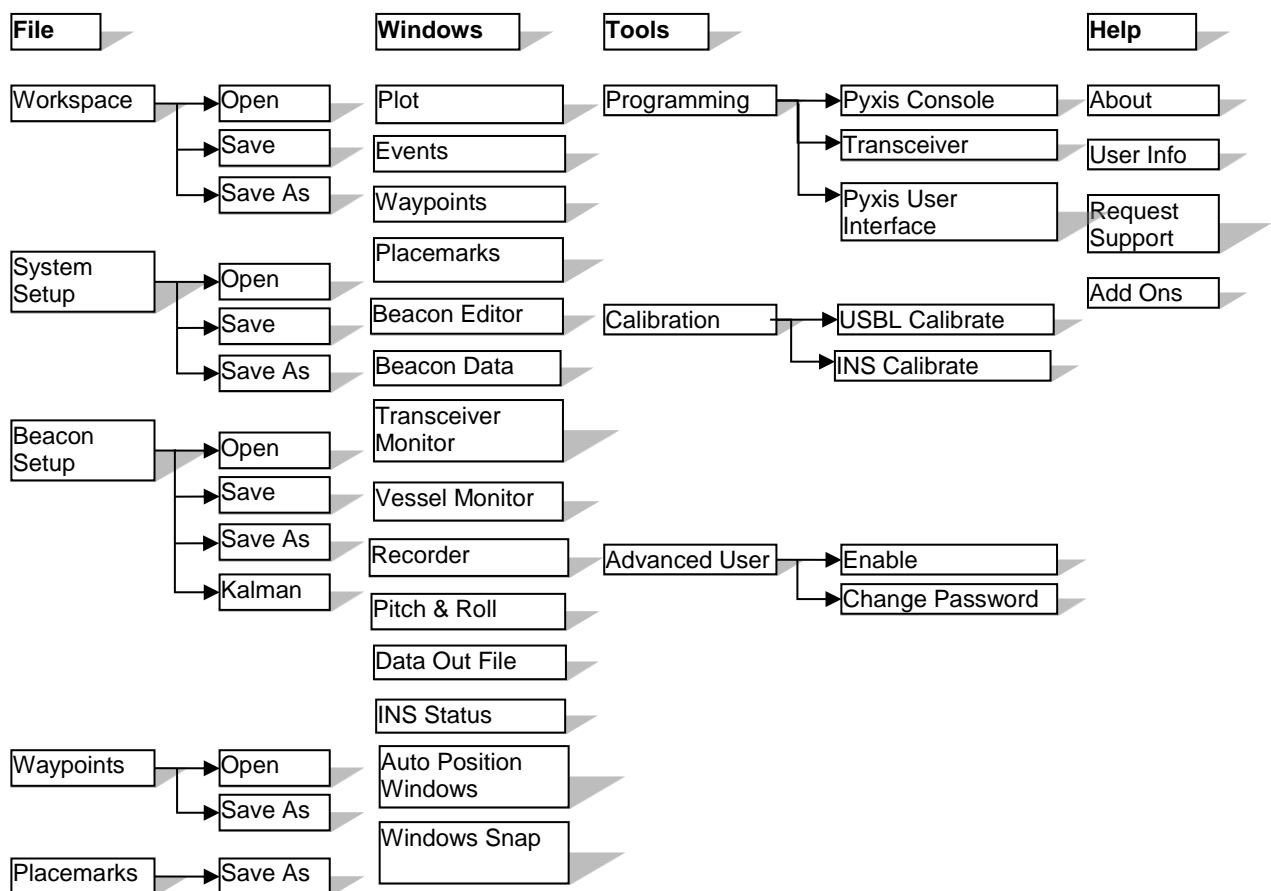 File
Workspace
Open
Save
Save As
System
Setup
Open
Save
Save As
Beacon
Setup
Open
Save
Save As
Kalman
Waypoints
Open
Save As
Placemarks
Save As
Windows
Plot
Events
Waypoints
Placemarks
Beacon Editor
Beacon Data
Transceiver
Monitor
Vessel Monitor
Recorder
Pitch & Roll
Data Out File
INS Status
Auto Position
Windows
Windows Snap
Tools
Programming
Pyxis Console
Transceiver
Pyxis User
Interface
Calibration
USBL Calibrate
INS Calibrate
Advanced User
Enable
Change Password
Help
About
User Info
Request
Support
Add Ons